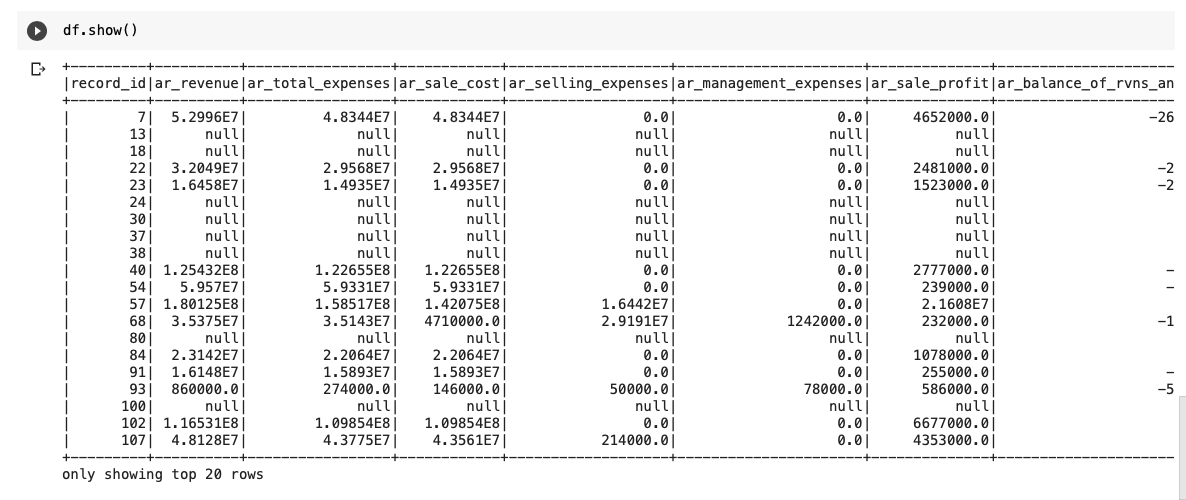 df.show()
+---------+----------+-----------------+------------+-------------------+----------------------+--------------+---------------------
|record_id|ar_revenue|ar_total_expenses|ar_sale_cost|ar_selling_expenses|ar_management_expenses|ar_sale_profit|ar_balance_of_rvns_an
+---------+----------+-----------------+------------+-------------------+----------------------+--------------+---------------------
|        7|  5.2996E7|         4.8344E7|    4.8344E7|                0.0|                   0.0|     4652000.0|                  -26
|       13|      null|             null|        null|               null|                  null|          null|
|       18|      null|             null|        null|               null|                  null|          null|
|       22|  3.2049E7|         2.9568E7|    2.9568E7|                0.0|                   0.0|     2481000.0|                   -2
|       23|  1.6458E7|         1.4935E7|    1.4935E7|                0.0|                   0.0|     1523000.0|                   -2
|       24|      null|             null|        null|               null|                  null|          null|
|       30|      null|             null|        null|               null|                  null|          null|
|       37|      null|             null|        null|               null|                  null|          null|
|       38|      null|             null|        null|               null|                  null|          null|
|       40| 1.25432E8|        1.22655E8|   1.22655E8|                0.0|                   0.0|     2777000.0|                    -
|       54|   5.957E7|         5.9331E7|    5.9331E7|                0.0|                   0.0|      239000.0|                    -
|       57| 1.80125E8|        1.58517E8|   1.42075E8|           1.6442E7|                   0.0|      2.1608E7|
|       68|  3.5375E7|         3.5143E7|   4710000.0|           2.9191E7|             1242000.0|      232000.0|                   -1
|       80|      null|             null|        null|               null|                  null|          null|
|       84|  2.3142E7|         2.2064E7|    2.2064E7|                0.0|                   0.0|     1078000.0|
|       91|  1.6148E7|         1.5893E7|    1.5893E7|                0.0|                   0.0|      255000.0|                    -
|       93|  860000.0|         274000.0|    146000.0|            50000.0|               78000.0|      586000.0|                   -5
|      100|      null|             null|        null|               null|                  null|          null|
|      102| 1.16531E8|        1.09854E8|   1.09854E8|                0.0|                   0.0|     6677000.0|
|      107|  4.8128E7|         4.3775E7|    4.3561E7|           214000.0|                   0.0|     4353000.0|
+---------+----------+-----------------+------------+-------------------+----------------------+--------------+---------------------
only showing top 20 rows